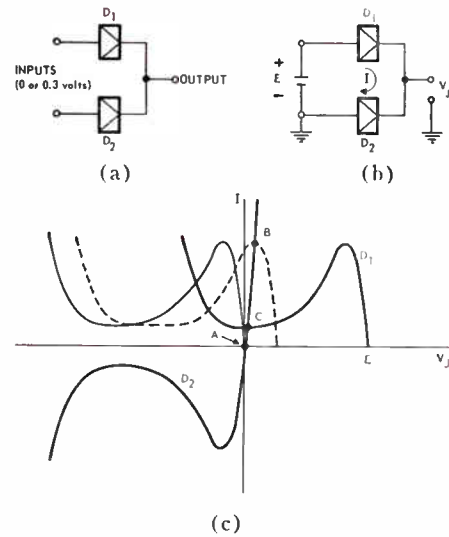 D1
INPUTS
(0 or 0.3 volts)
OUTPUT
D2
(a)
D1
+
E
I
−
VJ
D2
(b)
I
B
D1
C
A
E
VJ
D2
(c)